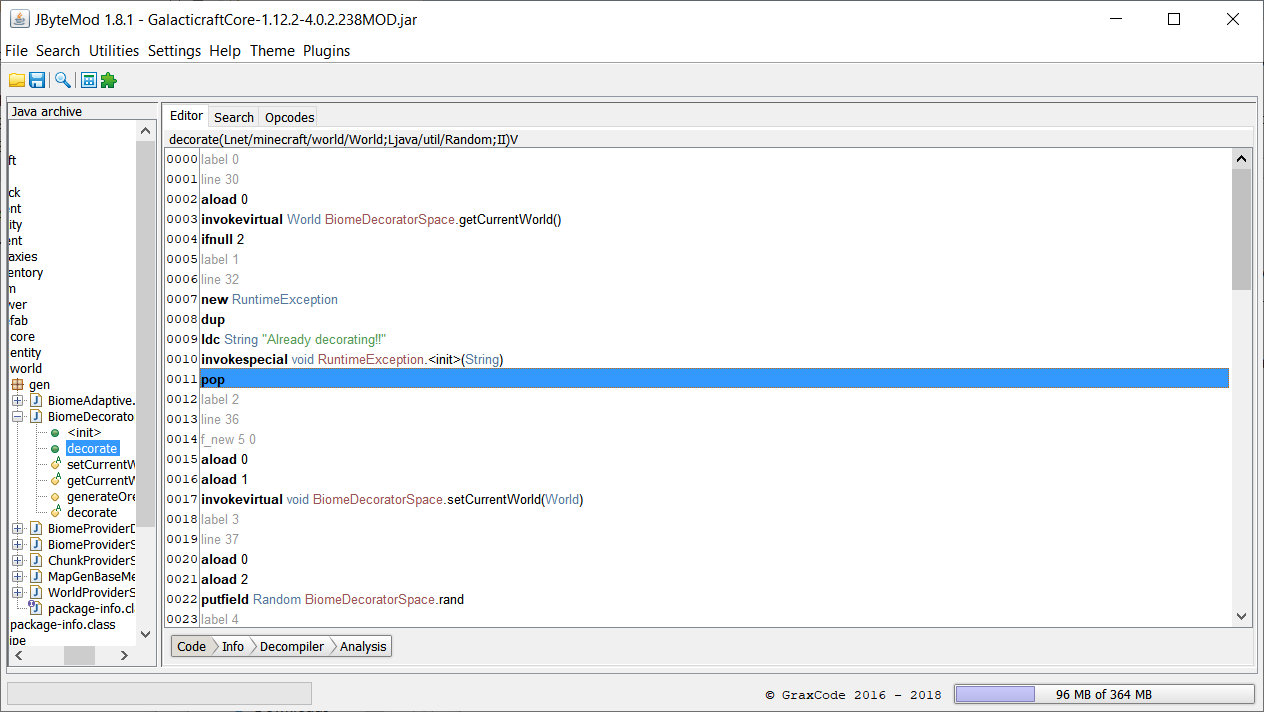 JByteMod 1.8.1 - GalacticraftCore-1.12.2-4.0.2.238MOD.jar
File Search Utilities Settings Help Theme Plugins
Java archive
ft
ck
nt
ity
ent
axies
entory
m
wer
fab
core
entity
world
gen
BiomeAdaptive.
BiomeDecorato
<init>
decorate
setCurrentW
getCurrentW
generateOre
decorate
BiomeProviderD
BiomeProviderS
ChunkProviderS
MapGenBaseMe
WorldProviderS
package-info.cl
package-info.class
ipe
Editor Search Opcodes
decorate(Lnet/minecraft/world/World;Ljava/util/Random;II)V
0000 label 0
0001 line 30
0002 aload 0
0003 invokevirtual World BiomeDecoratorSpace.getCurrentWorld()
0004 ifnull 2
0005 label 1
0006 line 32
0007 new RuntimeException
0008 dup
0009 ldc String "Already decorating!!"
0010 invokespecial void RuntimeException.<init>(String)
0011 pop
0012 label 2
0013 line 36
0014 f_new 5 0
0015 aload 0
0016 aload 1
0017 invokevirtual void BiomeDecoratorSpace.setCurrentWorld(World)
0018 label 3
0019 line 37
0020 aload 0
0021 aload 2
0022 putfield Random BiomeDecoratorSpace.rand
0023 label 4
Code Info Decompiler Analysis
© GraxCode 2016 - 2018
96 MB of 364 MB